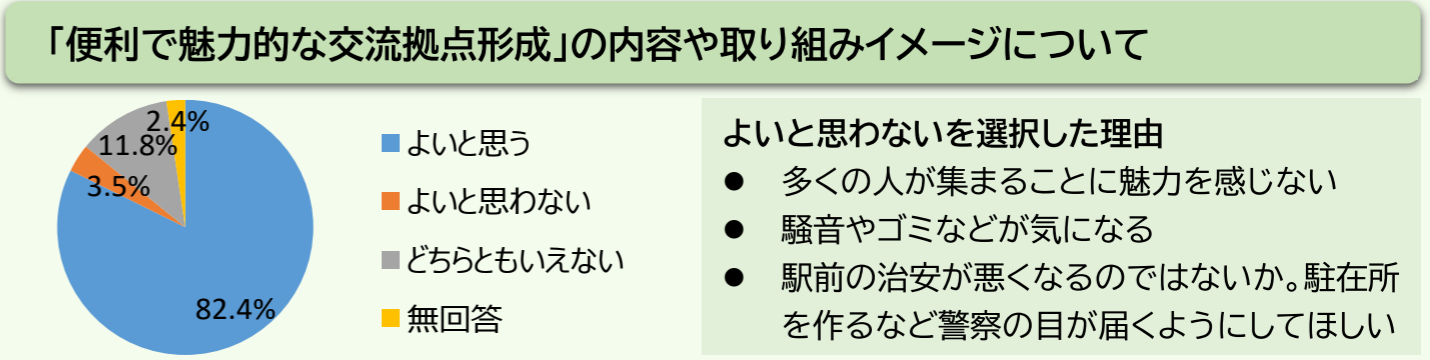 「便利で魅力的な交流拠点形成」の内容や取り組みイメージについて
2.4%
11.8%
3.5%
82.4%
よいと思う
よいと思わない
どちらともいえない
無回答
よいと思わないを選択した理由
● 多くの人が集まることに魅力を感じない
● 騒音やゴミなどが気になる
● 駅前の治安が悪くなるのではないか。駐在所
を作るなど警察の目が届くようにしてほしい